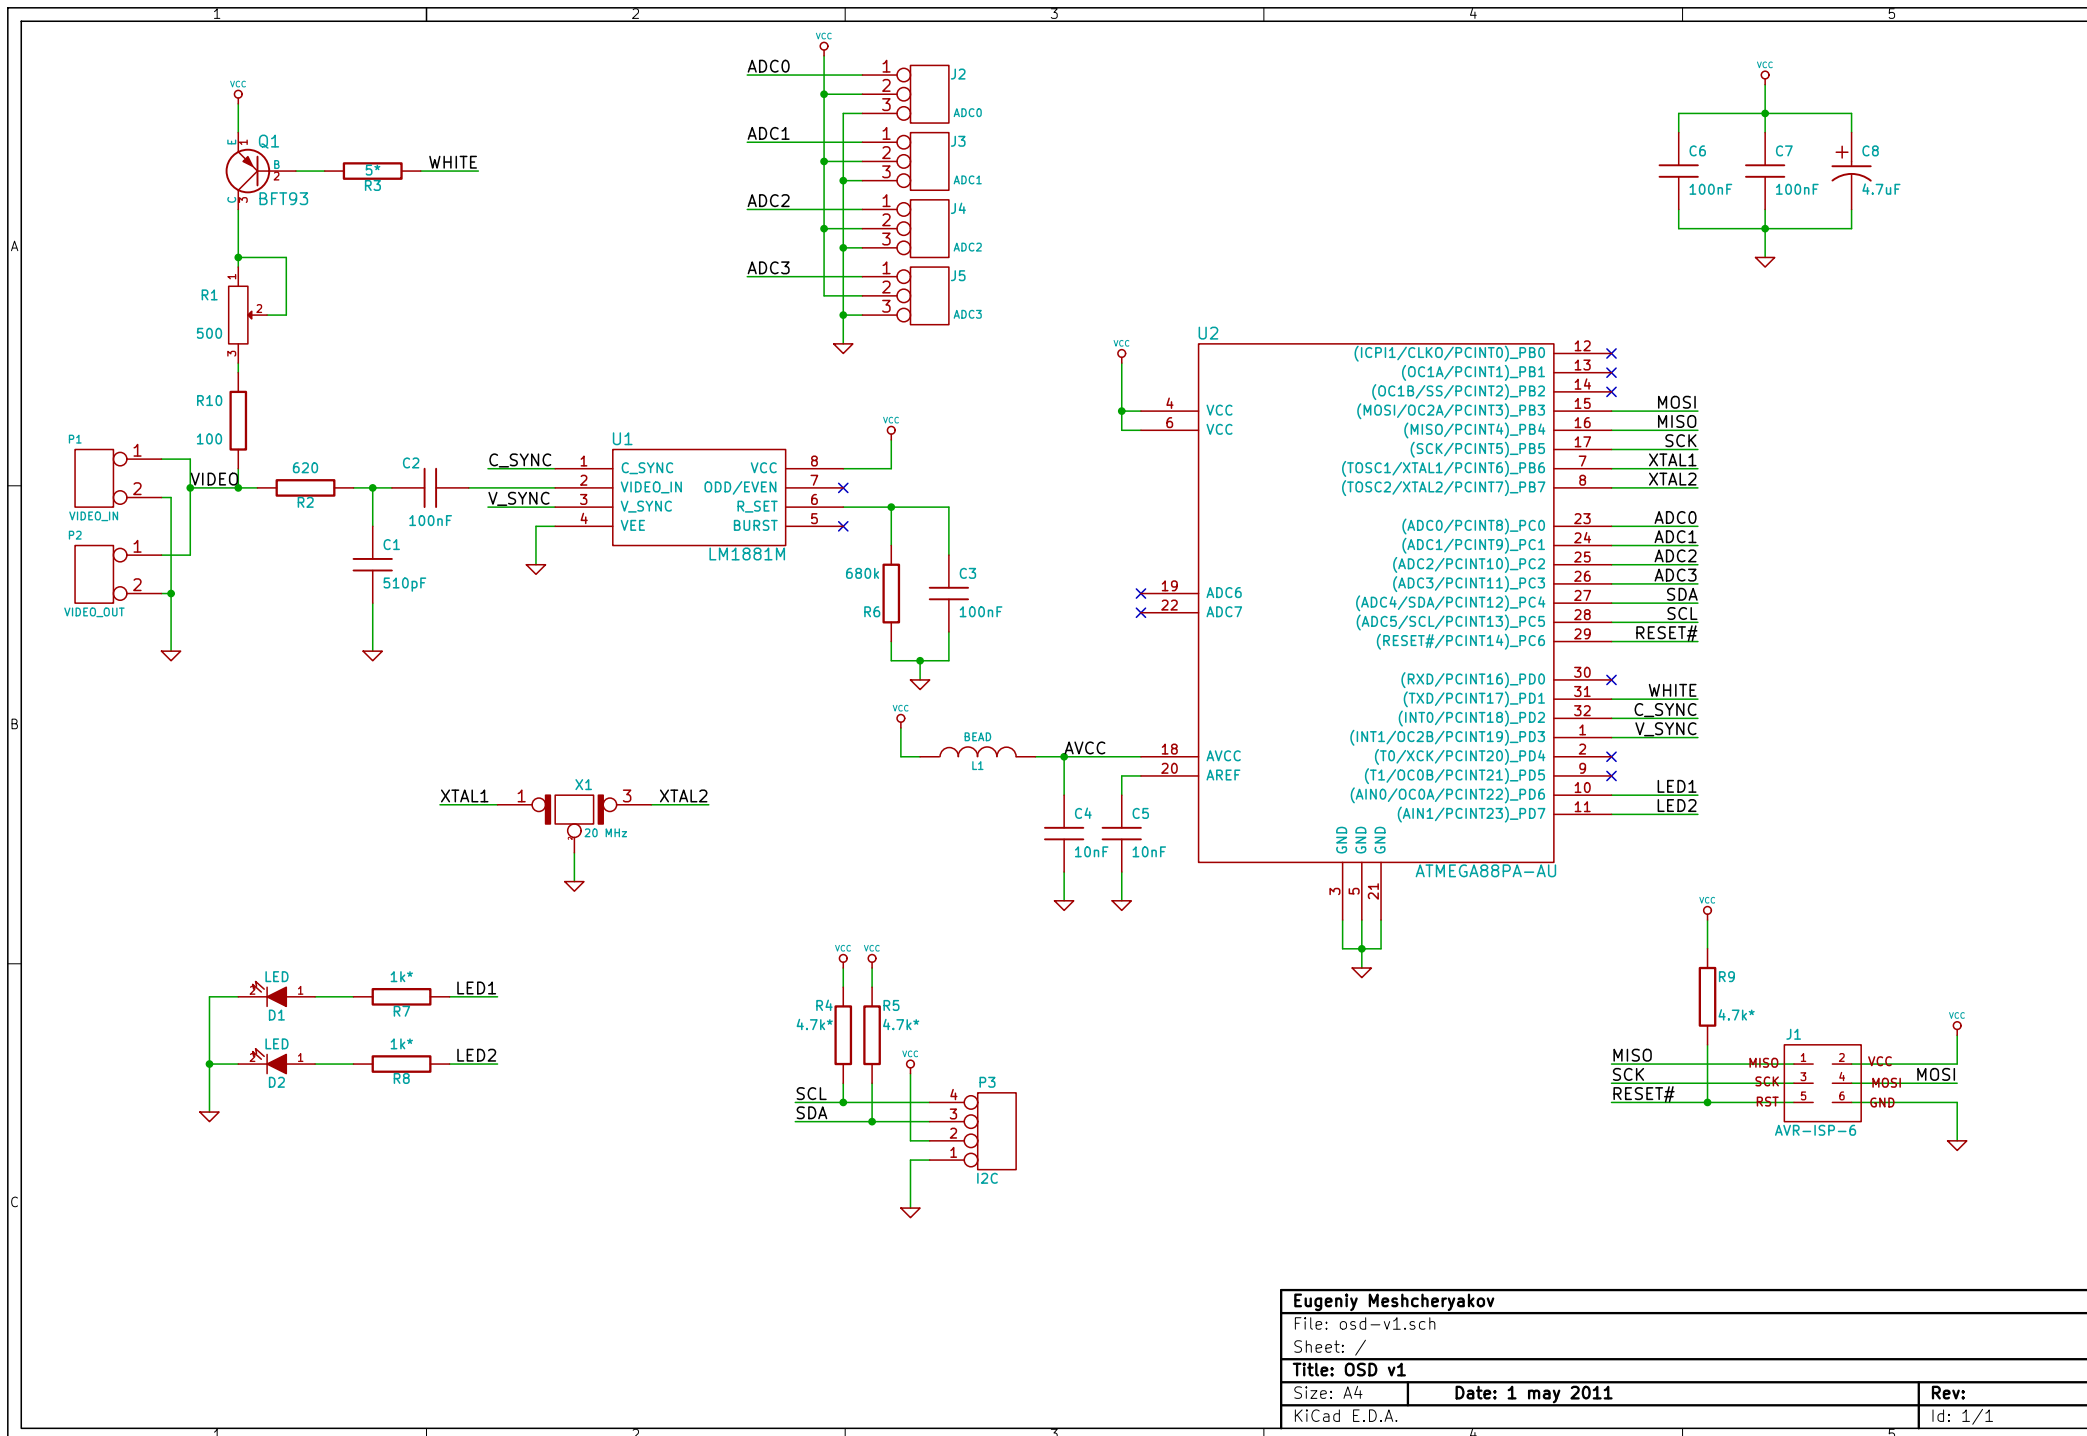 1 2 3 4 5
A
B
C
VCC
E
1
Q1
B
2
C
3
BFT93
5*
R3
WHITE
1
R1
2
500
3
R10
100
P1
1
2
VIDEO_IN
P2
1
2
VIDEO_OUT
VIDEO
620
R2
C2
100nF
C1
510pF
VCC
ADC0
1
2
3
J2
ADC0
ADC1
1
2
3
J3
ADC1
ADC2
1
2
3
J4
ADC2
ADC3
1
2
3
J5
ADC3
VCC
C6
100nF
C7
100nF
C8
4.7uF
U1
C_SYNC 1 C_SYNC VCC 8
2 VIDEO_IN ODD/EVEN 7
V_SYNC 3 V_SYNC R_SET 6
4 VEE BURST 5
LM1881M
VCC
680k
R6
C3
100nF
U2
VCC
4 VCC
6 VCC
19 ADC6
22 ADC7
18 AVCC
20 AREF
(ICPI1/CLKO/PCINT0)_PB0 12
(OC1A/PCINT1)_PB1 13
(OC1B/SS/PCINT2)_PB2 14
(MOSI/OC2A/PCINT3)_PB3 15 MOSI
(MISO/PCINT4)_PB4 16 MISO
(SCK/PCINT5)_PB5 17 SCK
(TOSC1/XTAL1/PCINT6)_PB6 7 XTAL1
(TOSC2/XTAL2/PCINT7)_PB7 8 XTAL2
(ADC0/PCINT8)_PC0 23 ADC0
(ADC1/PCINT9)_PC1 24 ADC1
(ADC2/PCINT10)_PC2 25 ADC2
(ADC3/PCINT11)_PC3 26 ADC3
(ADC4/SDA/PCINT12)_PC4 27 SDA
(ADC5/SCL/PCINT13)_PC5 28 SCL
(RESET#/PCINT14)_PC6 29 RESET#
(RXD/PCINT16)_PD0 30
(TXD/PCINT17)_PD1 31 WHITE
(INT0/PCINT18)_PD2 32 C_SYNC
(INT1/OC2B/PCINT19)_PD3 1 V_SYNC
(T0/XCK/PCINT20)_PD4 2
(T1/OC0B/PCINT21)_PD5 9
(AIN0/OC0A/PCINT22)_PD6 10 LED1
(AIN1/PCINT23)_PD7 11 LED2
GND GND GND
3 5 21
ATMEGA88PA-AU
VCC
BEAD
L1
AVCC
C4
10nF
C5
10nF
XTAL1 1 X1 3 XTAL2
2
20 MHz
LED
2 1
D1
1k*
R7
LED1
LED
2 1
D2
1k*
R8
LED2
VCC VCC
R4
4.7k*
R5
4.7k*
VCC
P3
SCL 4
SDA 3
2
1
I2C
VCC
R9
4.7k*
J1
VCC
MISO MISO 1 2 VCC
SCK SCK 3 4 MOSI MOSI
RESET# RST 5 6 GND
AVR-ISP-6
Eugeniy Meshcheryakov
File: osd-v1.sch
Sheet: /
Title: OSD v1
Size: A4 Date: 1 may 2011 Rev:
KiCad E.D.A. Id: 1/1
1 2 3 4 5